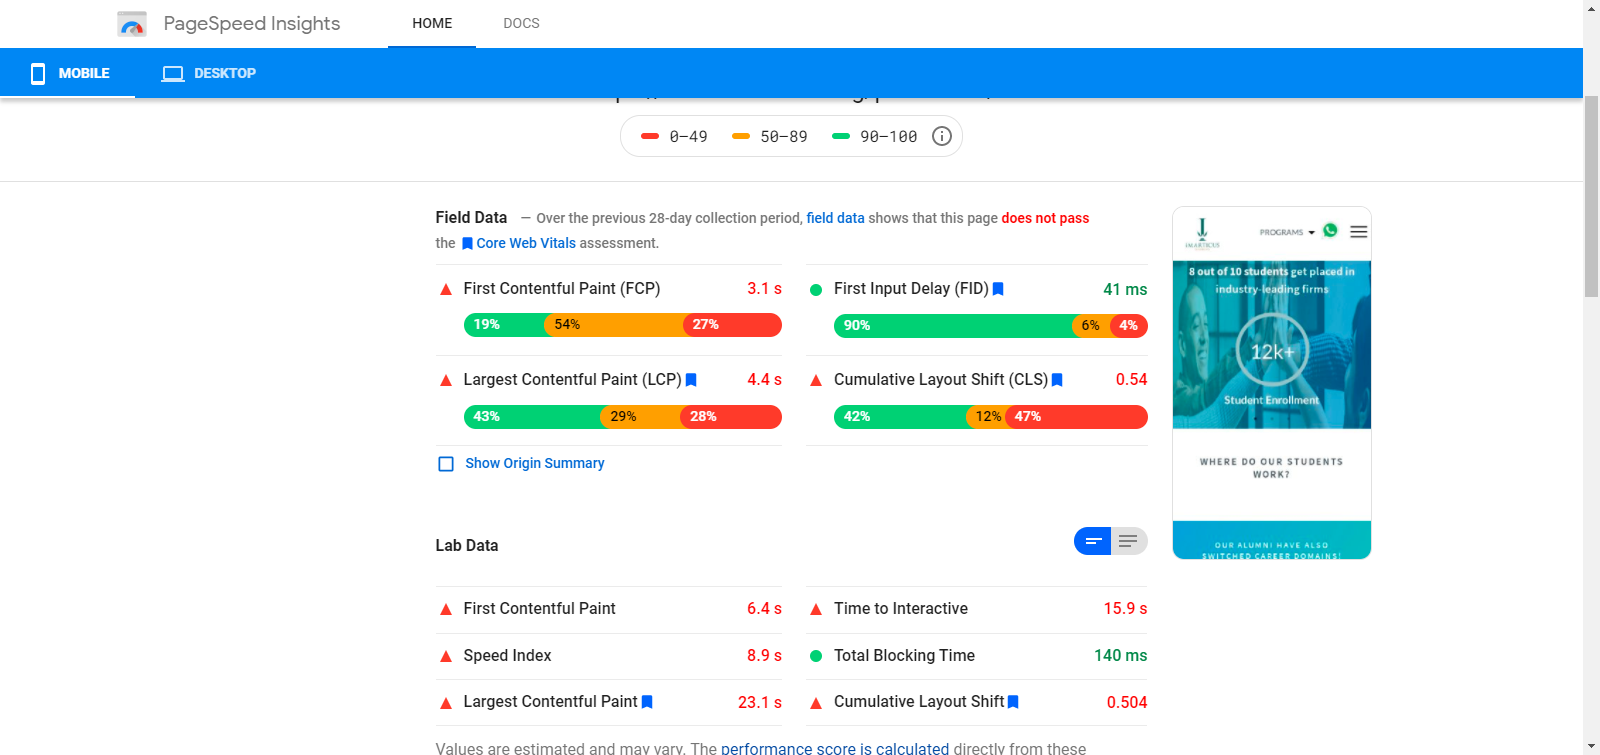 PageSpeed Insights
HOME
DOCS
MOBILE
DESKTOP
0–49
50–89
90–100
Field Data — Over the previous 28-day collection period, field data shows that this page does not pass
the Core Web Vitals assessment.
First Contentful Paint (FCP) 3.1 s
19% 54% 27%
First Input Delay (FID) 41 ms
90% 6% 4%
Largest Contentful Paint (LCP) 4.4 s
43% 29% 28%
Cumulative Layout Shift (CLS) 0.54
42% 12% 47%
Show Origin Summary
Lab Data
First Contentful Paint 6.4 s
Time to Interactive 15.9 s
Speed Index 8.9 s
Total Blocking Time 140 ms
Largest Contentful Paint 23.1 s
Cumulative Layout Shift 0.504
Values are estimated and may vary. The performance score is calculated directly from these
IMARTICUS
PROGRAMS
8 out of 10 students get placed in
industry-leading firms
12k+
Student Enrollment
WHERE DO OUR STUDENTS
WORK?
OUR ALUMNI HAVE ALSO
SWITCHED CAREER DOMAINS!